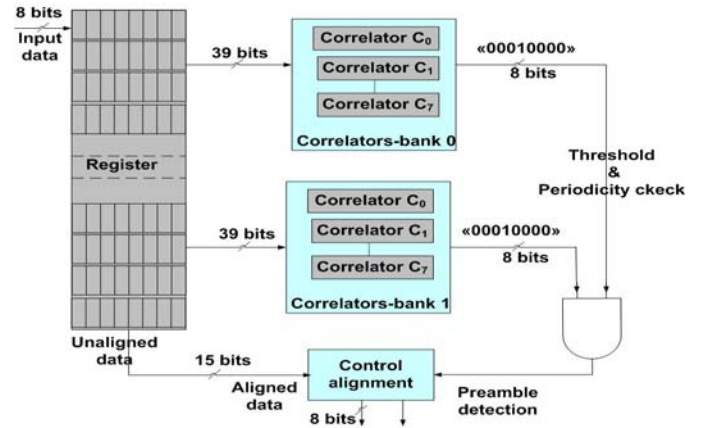 8 bits
Input
data
39 bits
Correlator C₀
Correlator C₁
Correlator C₇
Correlators-bank 0
«00010000»
8 bits
Register
Threshold
&
Periodicity ckeck
39 bits
Correlator C₀
Correlator C₁
Correlator C₇
Correlators-bank 1
«00010000»
8 bits
Unaligned
data
15 bits
Aligned
data
Control
alignment
Preamble
detection
8 bits